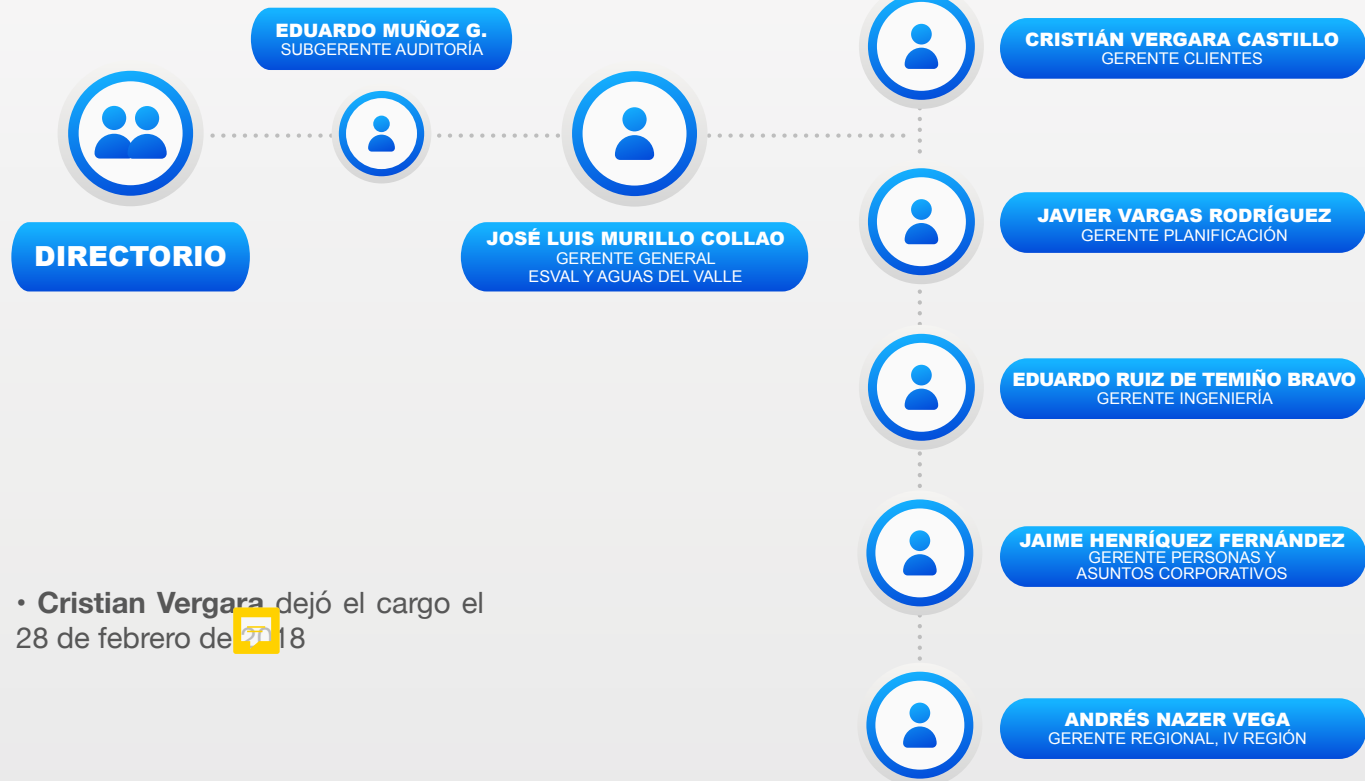 EDUARDO MUÑOZ G.
SUBGERENTE AUDITORÍA
DIRECTORIO
JOSÉ LUIS MURILLO COLLAO
GERENTE GENERAL
ESVAL Y AGUAS DEL VALLE
CRISTIÁN VERGARA CASTILLO
GERENTE CLIENTES
JAVIER VARGAS RODRÍGUEZ
GERENTE PLANIFICACIÓN
EDUARDO RUIZ DE TEMIÑO BRAVO
GERENTE INGENIERÍA
JAIME HENRÍQUEZ FERNÁNDEZ
GERENTE PERSONAS Y
ASUNTOS CORPORATIVOS
ANDRÉS NAZER VEGA
GERENTE REGIONAL, IV REGIÓN
• Cristian Vergara dejó el cargo el
28 de febrero de 2018